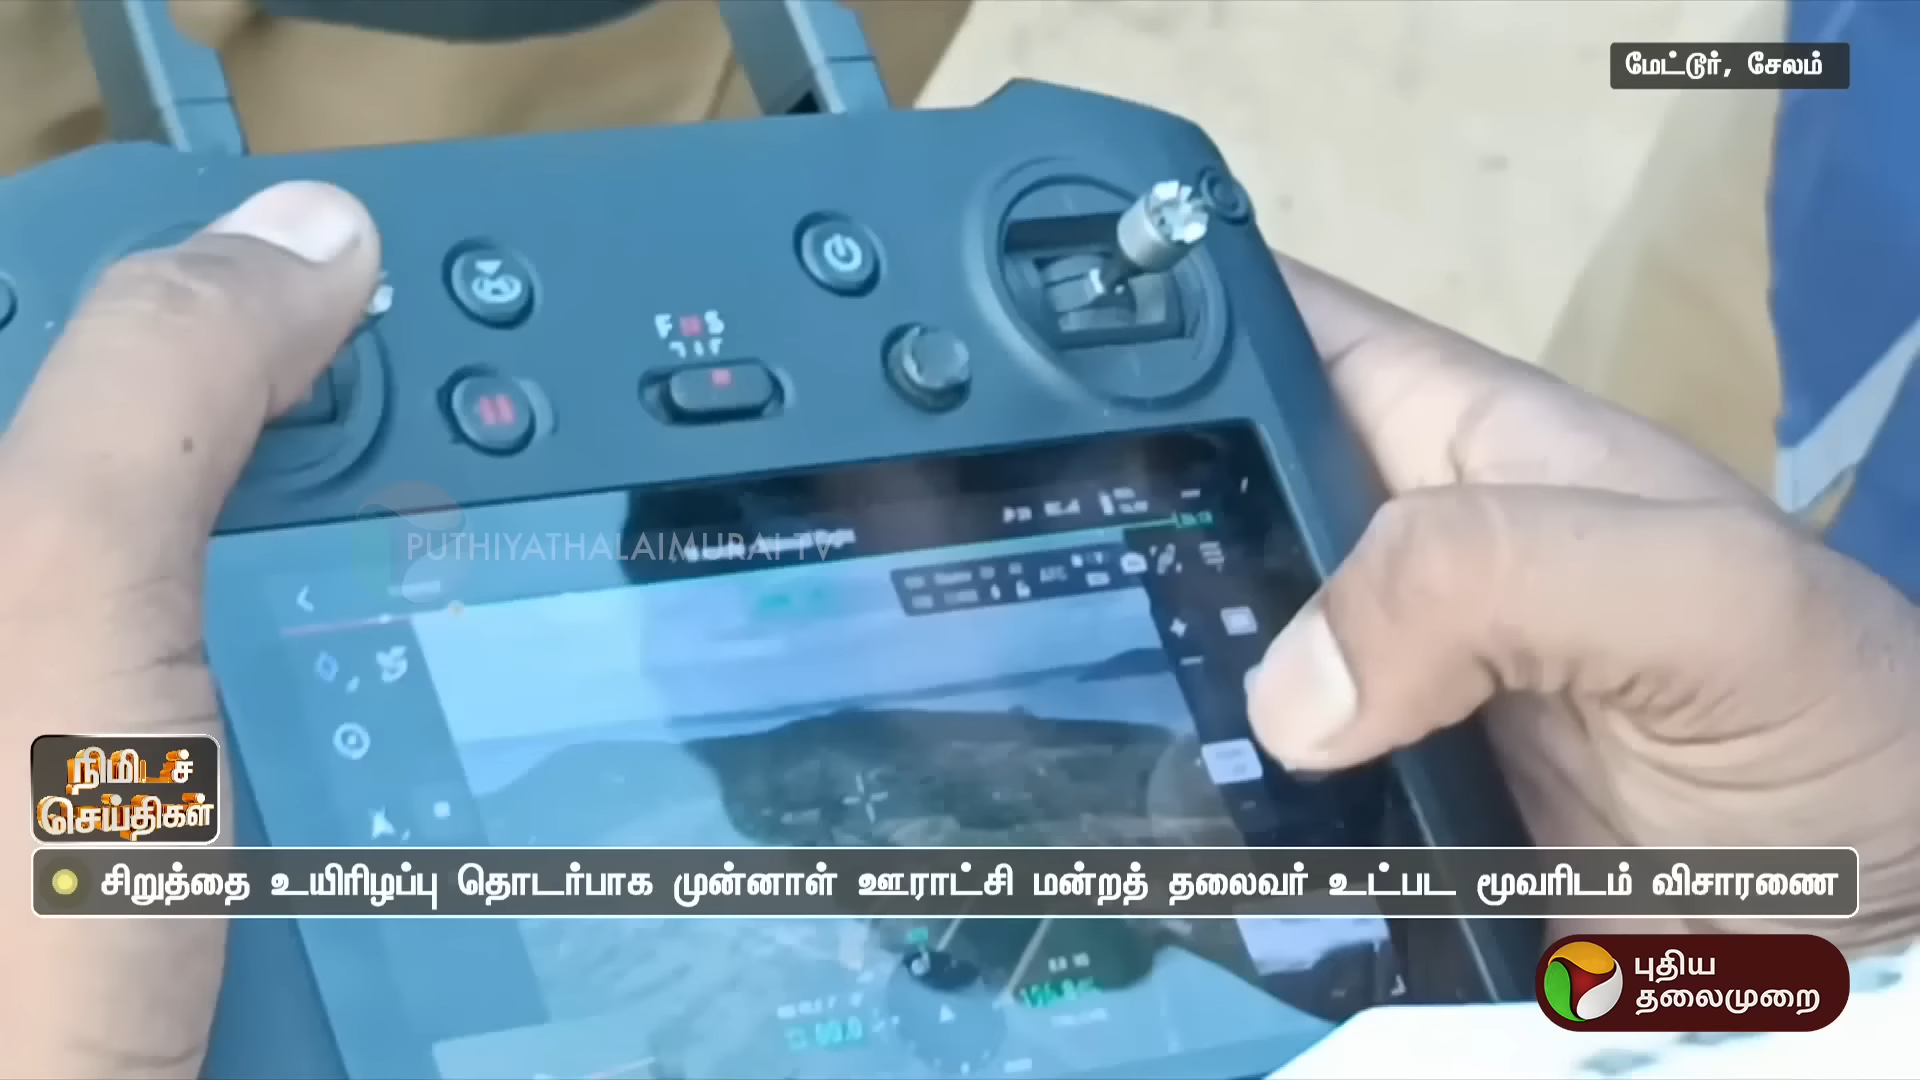 மேட்டூர், சேலம்
F N S
PUTHIYATHALAIMURAI TV
நிமிடச்
செய்திகள்
சிறுத்தை உயிரிழப்பு தொடர்பாக முன்னாள் ஊராட்சி மன்றத் தலைவர் உட்பட மூவரிடம் விசாரணை
புதிய
தலைமுறை